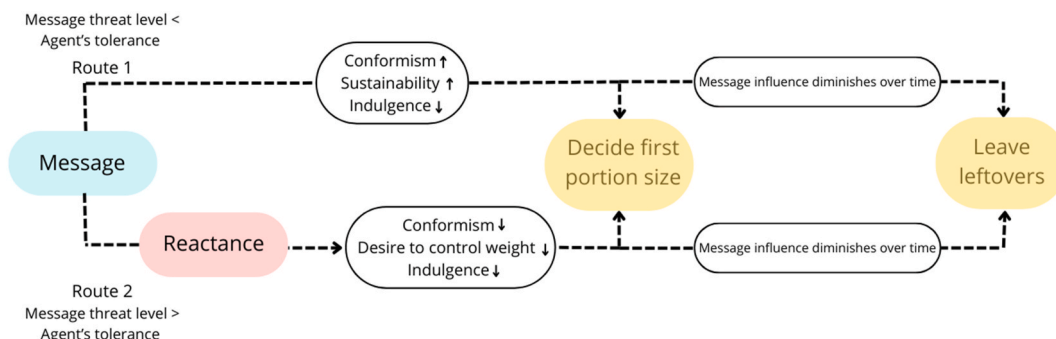 Message threat level <
Agent's tolerance
Route 1
Conformism ↑
Sustainability ↑
Indulgence ↓
Message influence diminishes over time
Message
Decide first
portion size
Leave
leftovers
Reactance
Conformism ↓
Desire to control weight ↓
Indulgence ↓
Message influence diminishes over time
Route 2
Message threat level >
Agent's tolerance